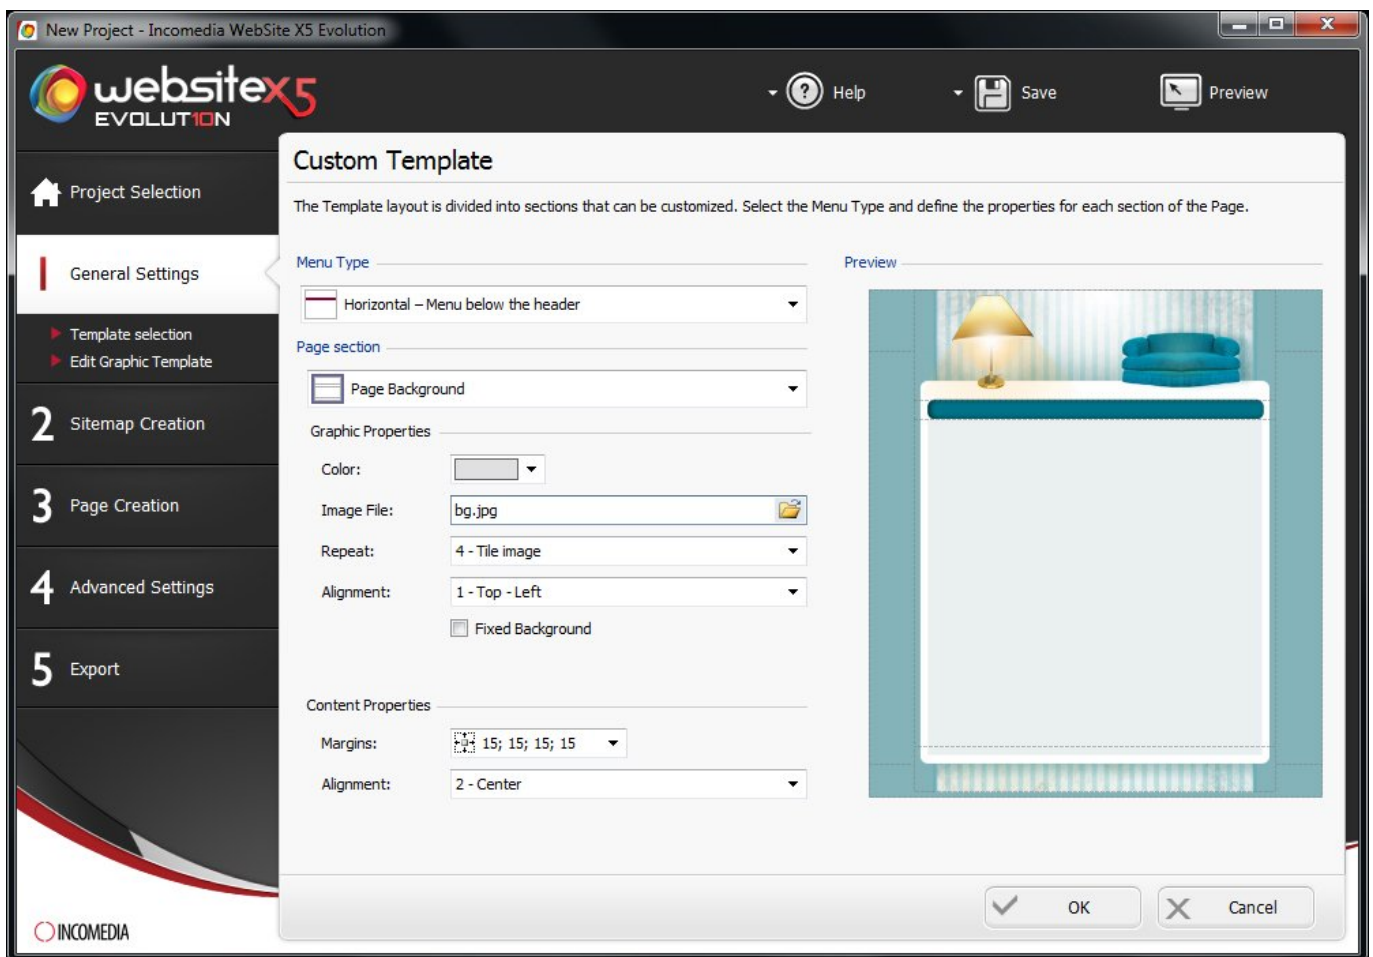 New Project - Incomedia WebSite X5 Evolution
websitex5
EVOLUT10N
Help
Save
Preview
Project Selection
General Settings
Template selection
Edit Graphic Template
2 Sitemap Creation
3 Page Creation
4 Advanced Settings
5 Export
INCOMEDIA
Custom Template
The Template layout is divided into sections that can be customized. Select the Menu Type and define the properties for each section of the Page.
Menu Type
Horizontal – Menu below the header
Page section
Page Background
Graphic Properties
Color:
Image File: bg.jpg
Repeat: 4 - Tile image
Alignment: 1 - Top - Left
Fixed Background
Content Properties
Margins: 15; 15; 15; 15
Alignment: 2 - Center
Preview
OK
Cancel